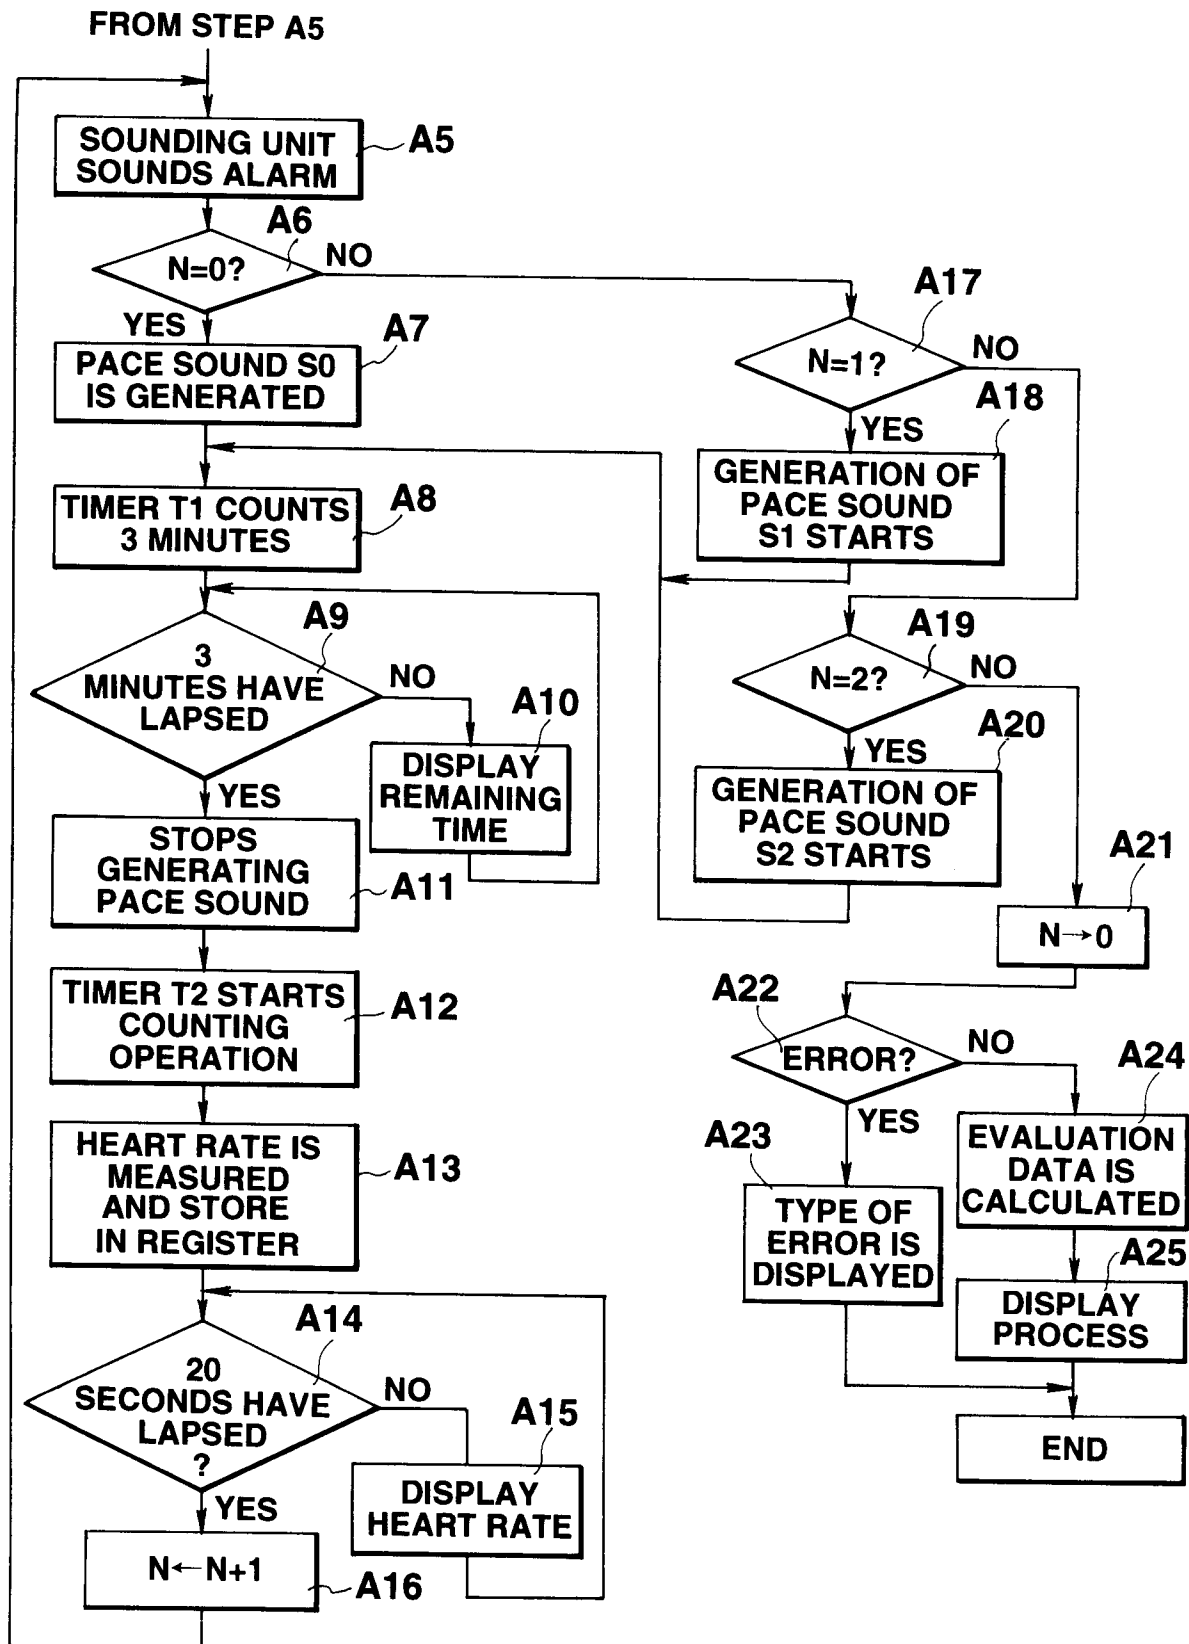 FROM STEP A5
SOUNDING UNIT
SOUNDS ALARM
A5
A6
N=0?
NO
YES
A7
PACE SOUND S0
IS GENERATED
TIMER T1 COUNTS
3 MINUTES
A8
A9
3
MINUTES HAVE
LAPSED
NO
A10
DISPLAY
REMAINING
TIME
YES
STOPS
GENERATING
PACE SOUND
A11
TIMER T2 STARTS
COUNTING
OPERATION
A12
HEART RATE IS
MEASURED
AND STORE
IN REGISTER
A13
A14
20
SECONDS HAVE
LAPSED
?
NO
A15
DISPLAY
HEART RATE
YES
N←N+1
A16
A17
N=1?
NO
A18
YES
GENERATION OF
PACE SOUND
S1 STARTS
A19
N=2?
NO
A20
YES
GENERATION OF
PACE SOUND
S2 STARTS
A21
N→0
A22
ERROR?
NO
YES
A23
TYPE OF
ERROR IS
DISPLAYED
A24
EVALUATION
DATA IS
CALCULATED
A25
DISPLAY
PROCESS
END